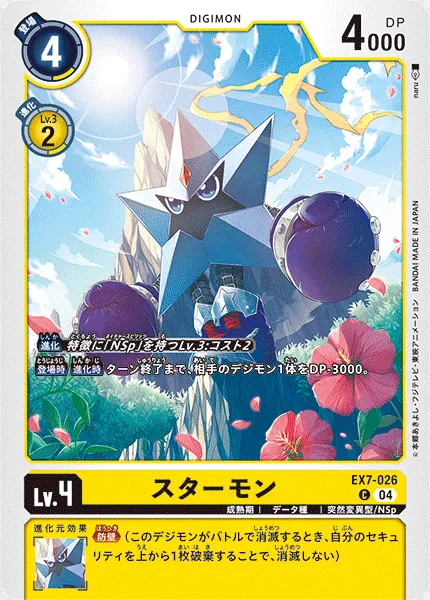 DIGIMON
登場
4
DP
4000
進化
Lv.3
2
naru
©本郷あきよし・フジテレビ・東映アニメーション BANDAI MADE IN JAPAN
進化 特徴に「NSp」を持つLv.3:コスト2
登場時 進化時 ターン終了まで、相手のデジモン1体をDP-3000。
EX7-026
Lv.4
スターモン
C 04
成熟期 | データ種 | 突然変異型/NSp
進化元効果
防壁 (このデジモンがバトルで消滅するとき、自分のセキュ
リティを上から1枚破棄することで、消滅しない)